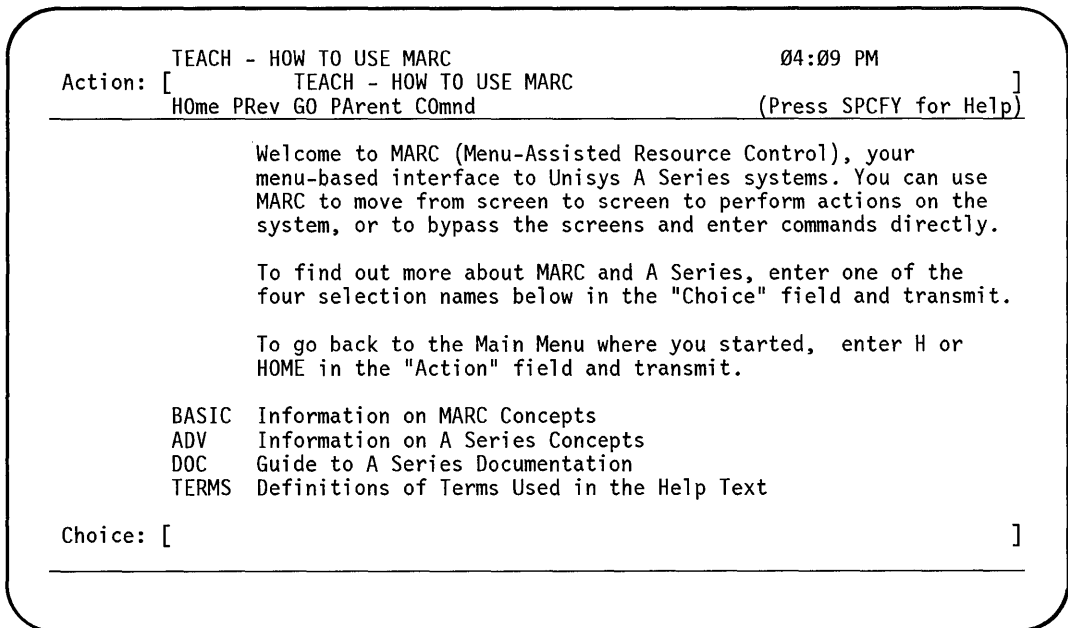 TEACH - HOW TO USE MARC 04:09 PM
Action: [ TEACH - HOW TO USE MARC ]
HOme PRev GO PArent COmnd (Press SPCFY for Help)
Welcome to MARC (Menu-Assisted Resource Control), your
menu-based interface to Unisys A Series systems. You can use
MARC to move from screen to screen to perform actions on the
system, or to bypass the screens and enter commands directly.
To find out more about MARC and A Series, enter one of the
four selection names below in the "Choice" field and transmit.
To go back to the Main Menu where you started, enter H or
HOME in the "Action" field and transmit.
BASIC Information on MARC Concepts
ADV Information on A Series Concepts
DOC Guide to A Series Documentation
TERMS Definitions of Terms Used in the Help Text
Choice: [ ]